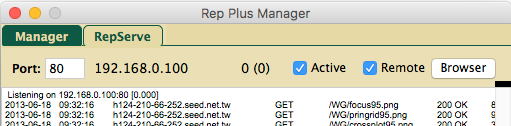 Rep Plus Manager
Manager RepServe
Port: 80 192.168.0.100 0 (0) Active Remote Browser
Listening on 192.168.0.100:80 [0.000]
2013-06-18 09:32:16 h124-210-66-252.seed.net.tw GET /WG/focus95.png 200 OK 8
2013-06-18 09:32:16 h124-210-66-252.seed.net.tw GET /WG/pringrid95.png 200 OK 9